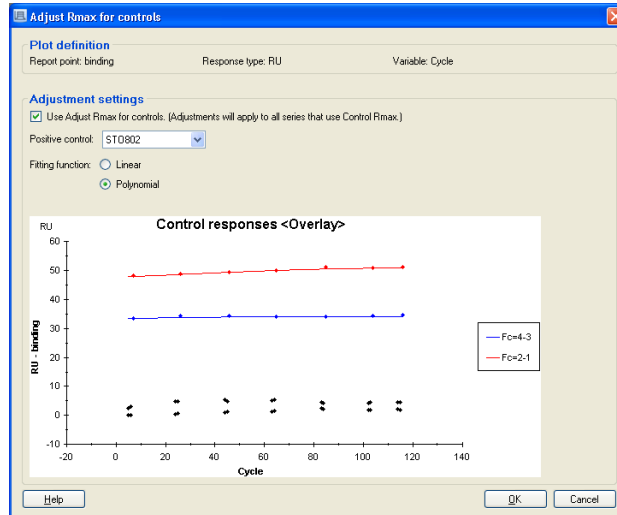 Adjust Rmax for controls
Plot definition
Report point: binding Response type: RU Variable: Cycle
Adjustment settings
Use Adjust Rmax for controls. (Adjustments will apply to all series that use Control Rmax.)
Positive control: STO802
Fitting function: Linear
Polynomial
Control responses <Overlay>
RU
60
50
40
30
20
10
0
-10
RU - binding
-20 0 20 40 60 80 100 120 140
Cycle
Fc=4-3
Fc=2-1
Help OK Cancel